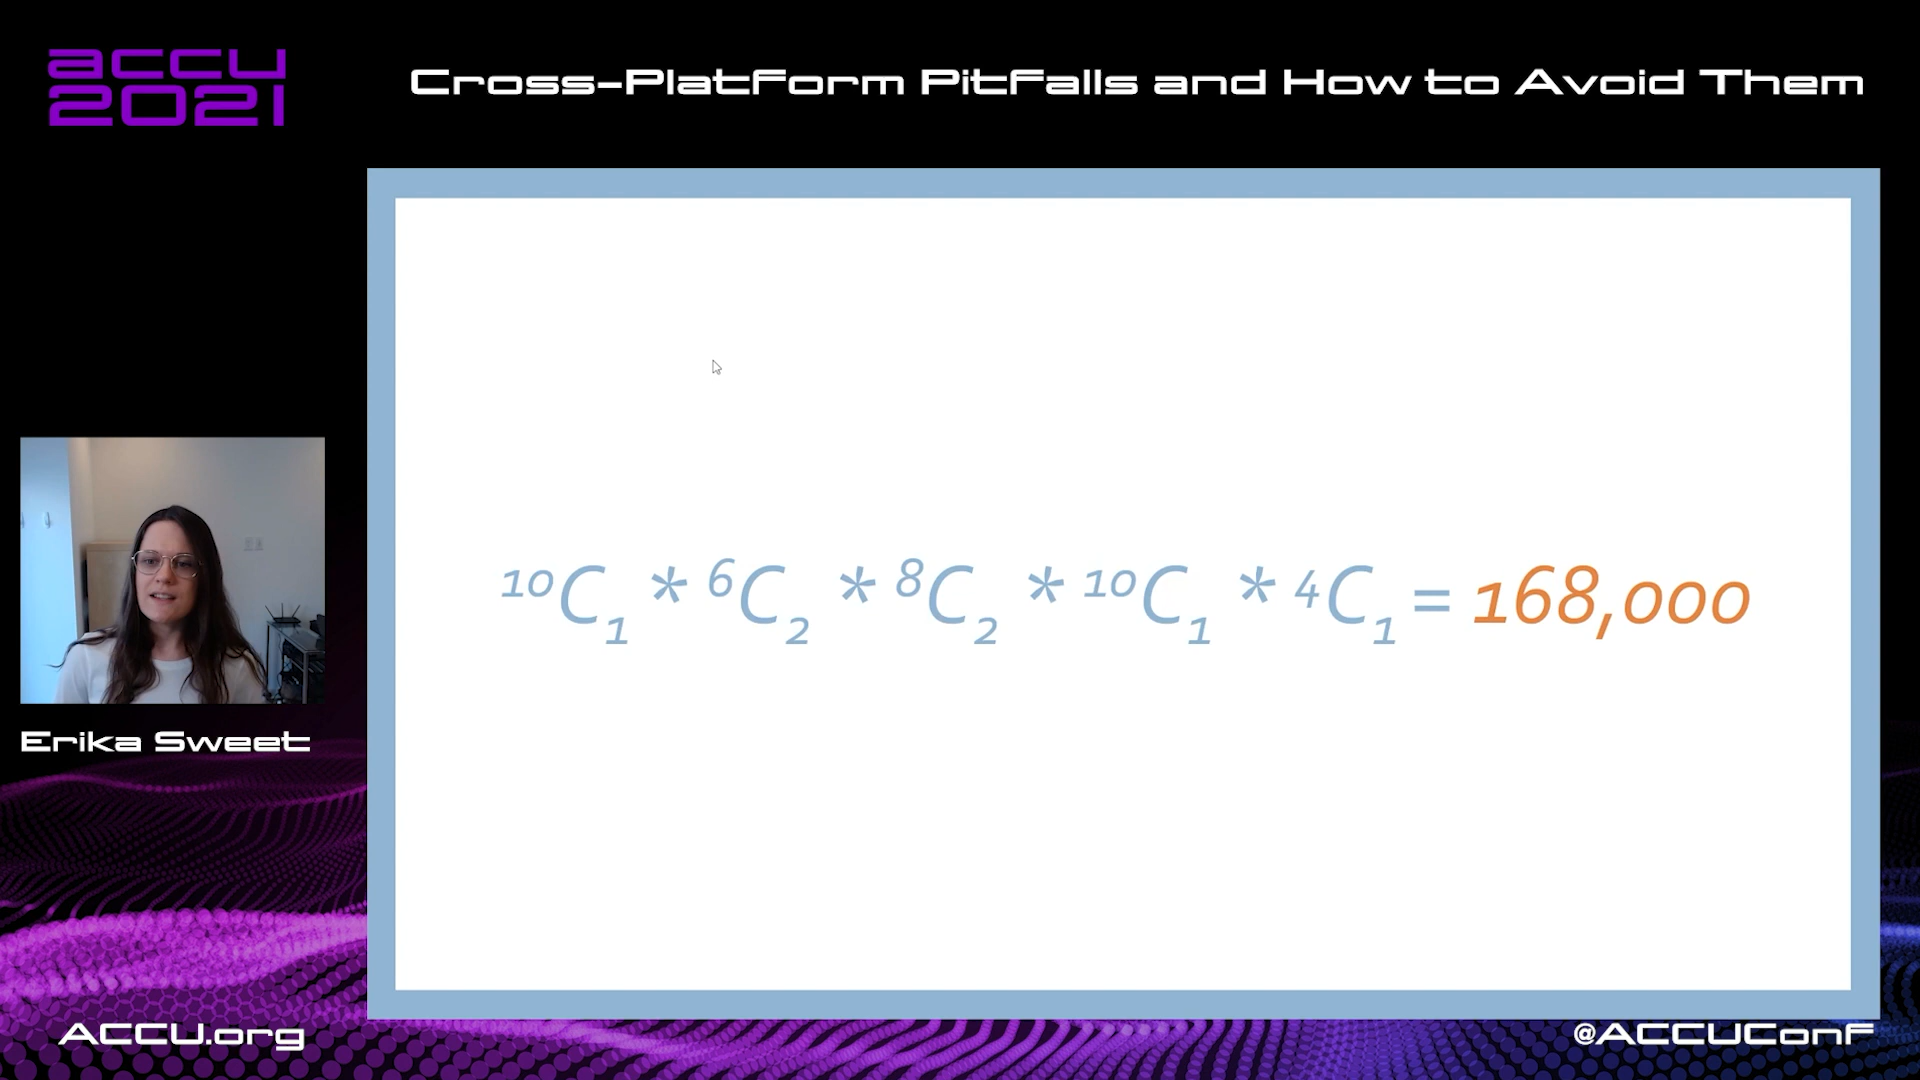 accu
2021
Cross-Platform Pitfalls and How to Avoid Them
¹⁰C₁ * ⁶C₂ * ⁸C₂ * ¹⁰C₁ * ⁴C₁ = 168,000
Erika Sweet
ACCU.org
@ACCUConf